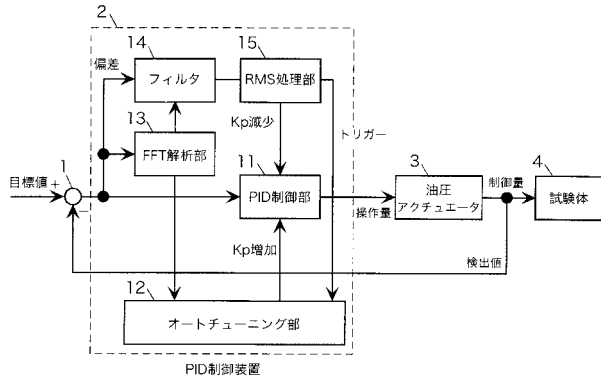 2
14
15
偏差
フィルタ
RMS処理部
13
Kp減少
トリガー
FFT解析部
1
11
3
4
目標値 +
−
PID制御部
操作量
油圧
アクチュエータ
制御量
試験体
Kp増加
検出値
12
オートチューニング部
PID制御装置